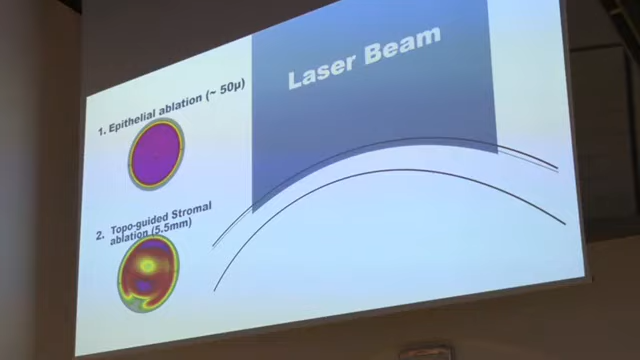 Laser Beam
1. Epithelial ablation (~ 50µ)
2. Topo-guided Stromal
ablation (5.5mm)